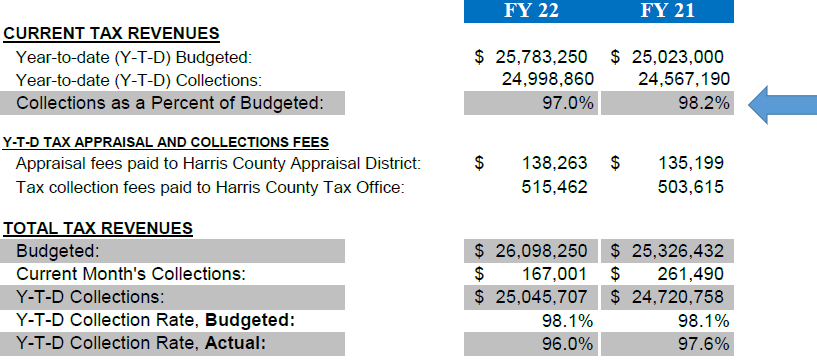 FY 22 FY 21
CURRENT TAX REVENUES
Year-to-date (Y-T-D) Budgeted: $ 25,783,250 $ 25,023,000
Year-to-date (Y-T-D) Collections: 24,998,860 24,567,190
Collections as a Percent of Budgeted: 97.0% 98.2%
Y-T-D TAX APPRAISAL AND COLLECTIONS FEES
Appraisal fees paid to Harris County Appraisal District: $ 138,263 $ 135,199
Tax collection fees paid to Harris County Tax Office: 515,462 503,615
TOTAL TAX REVENUES
Budgeted: $ 26,098,250 $ 25,326,432
Current Month's Collections: $ 167,001 $ 261,490
Y-T-D Collections: $ 25,045,707 $ 24,720,758
Y-T-D Collection Rate, Budgeted: 98.1% 98.1%
Y-T-D Collection Rate, Actual: 96.0% 97.6%